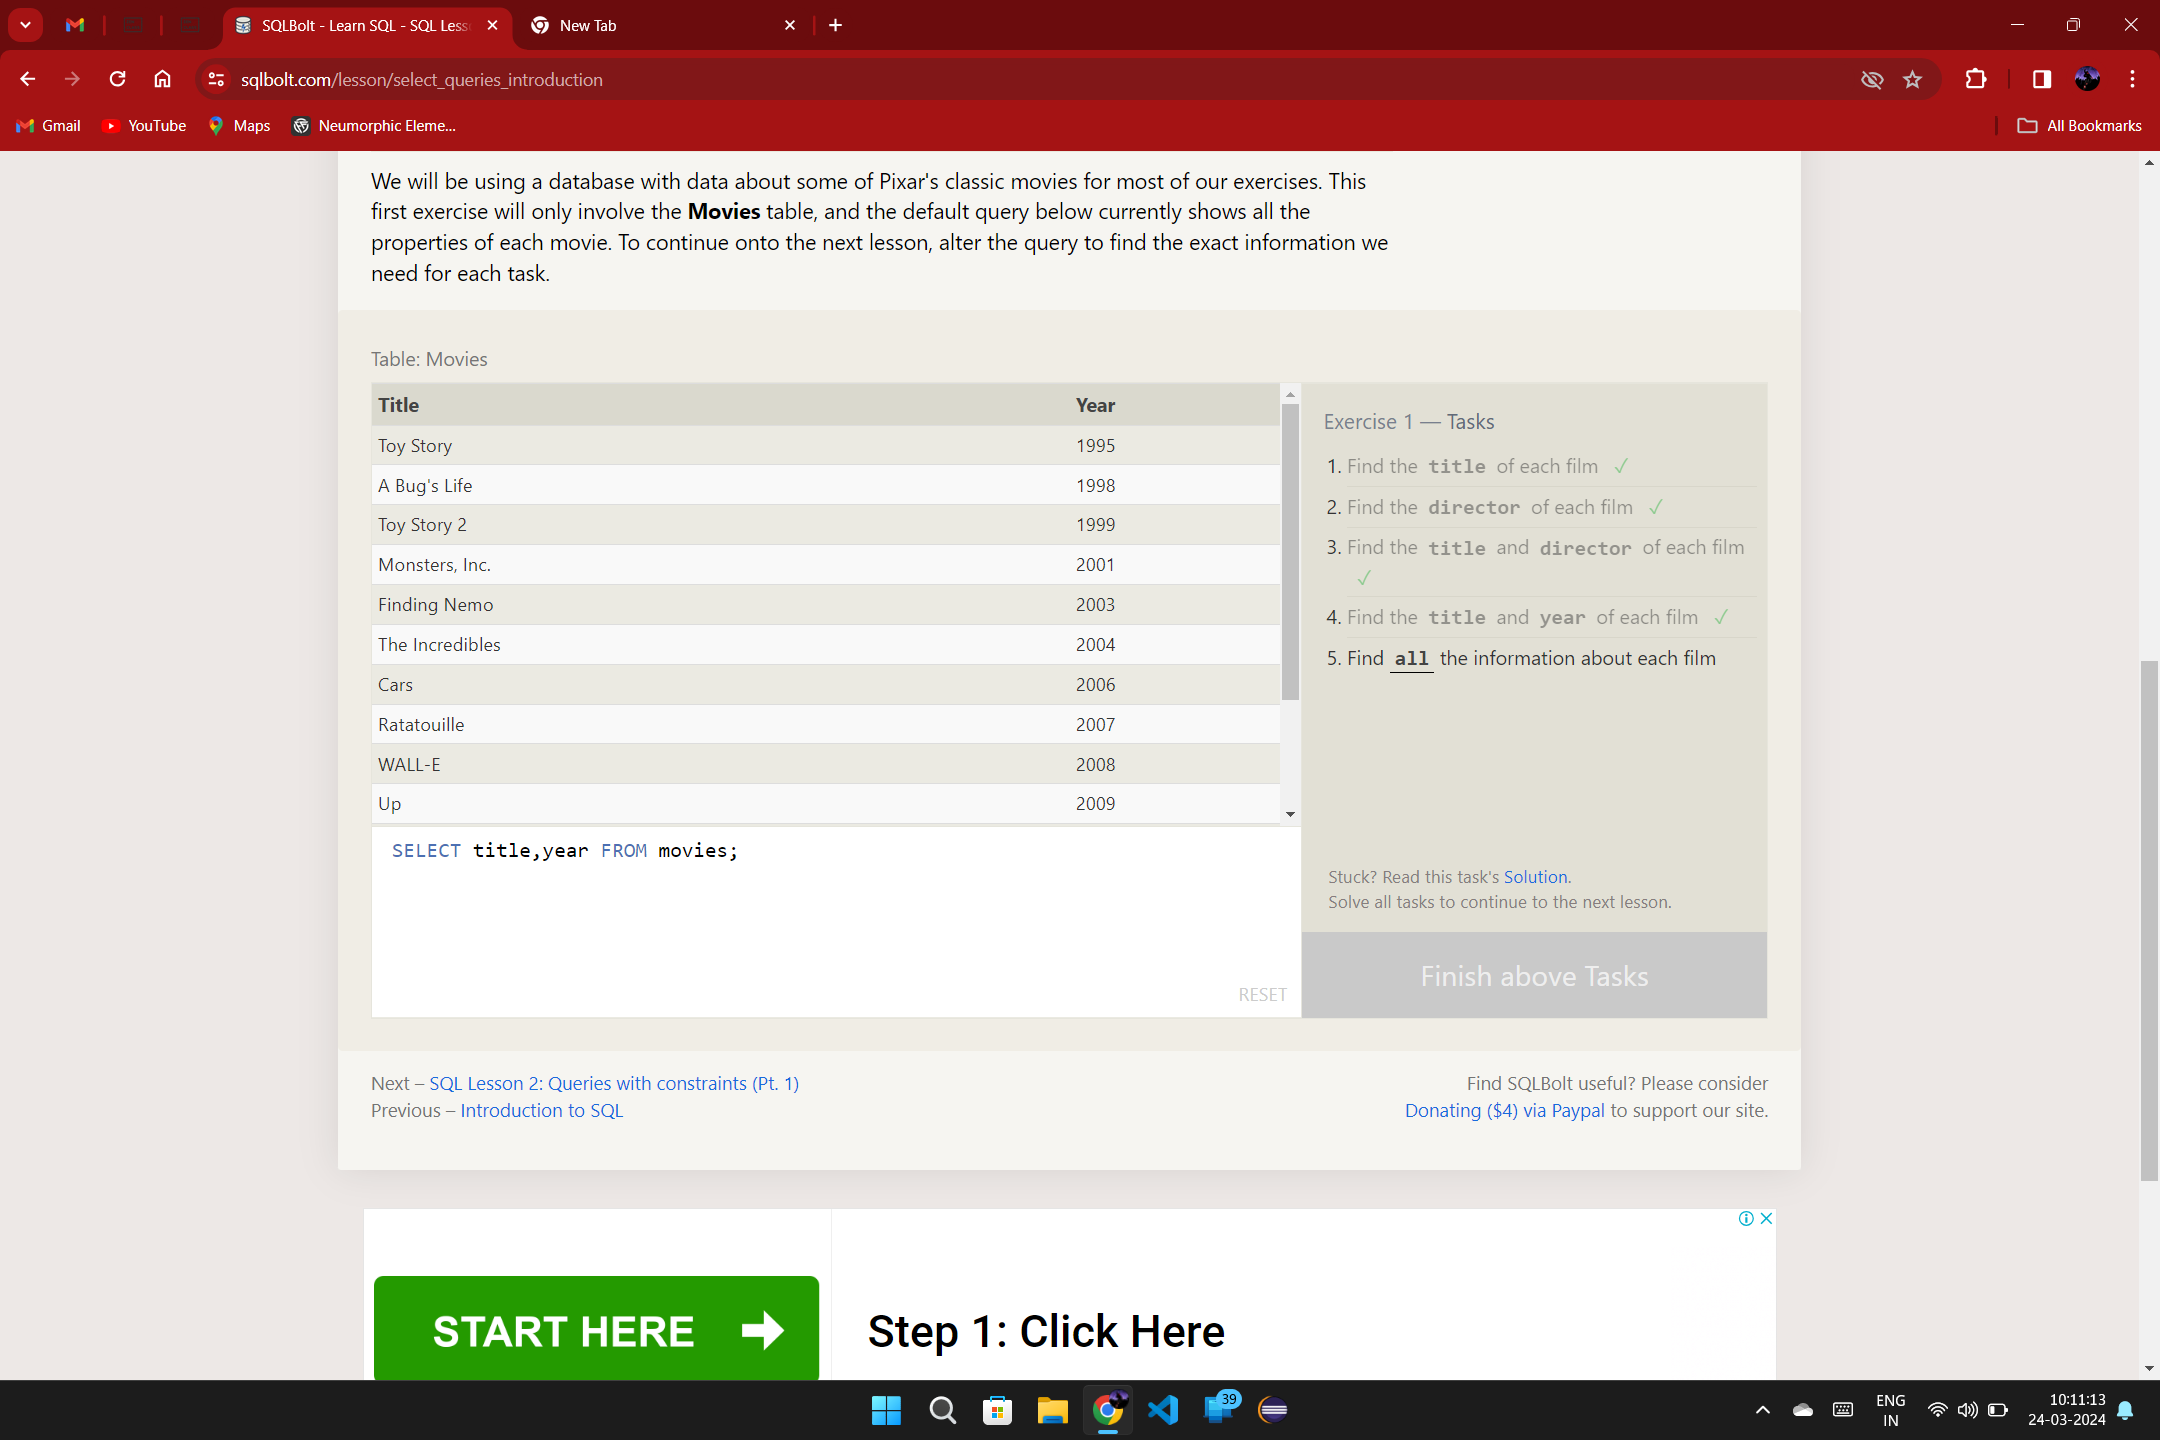 SQLBolt - Learn SQL - SQL Less
New Tab
sqlbolt.com/lesson/select_queries_introduction
Gmail
YouTube
Maps
Neumorphic Eleme...
All Bookmarks
We will be using a database with data about some of Pixar's classic movies for most of our exercises. This
first exercise will only involve the Movies table, and the default query below currently shows all the
properties of each movie. To continue onto the next lesson, alter the query to find the exact information we
need for each task.
Table: Movies
Title Year
Toy Story 1995
A Bug's Life 1998
Toy Story 2 1999
Monsters, Inc. 2001
Finding Nemo 2003
The Incredibles 2004
Cars 2006
Ratatouille 2007
WALL-E 2008
Up 2009
SELECT title,year FROM movies;
RESET
Exercise 1 — Tasks
1. Find the title of each film ✓
2. Find the director of each film ✓
3. Find the title and director of each film
✓
4. Find the title and year of each film ✓
5. Find all the information about each film
Stuck? Read this task's Solution.
Solve all tasks to continue to the next lesson.
Finish above Tasks
Next – SQL Lesson 2: Queries with constraints (Pt. 1)
Previous – Introduction to SQL
Find SQLBolt useful? Please consider
Donating ($4) via Paypal to support our site.
START HERE
Step 1: Click Here
39
ENG
IN
10:11:13
24-03-2024